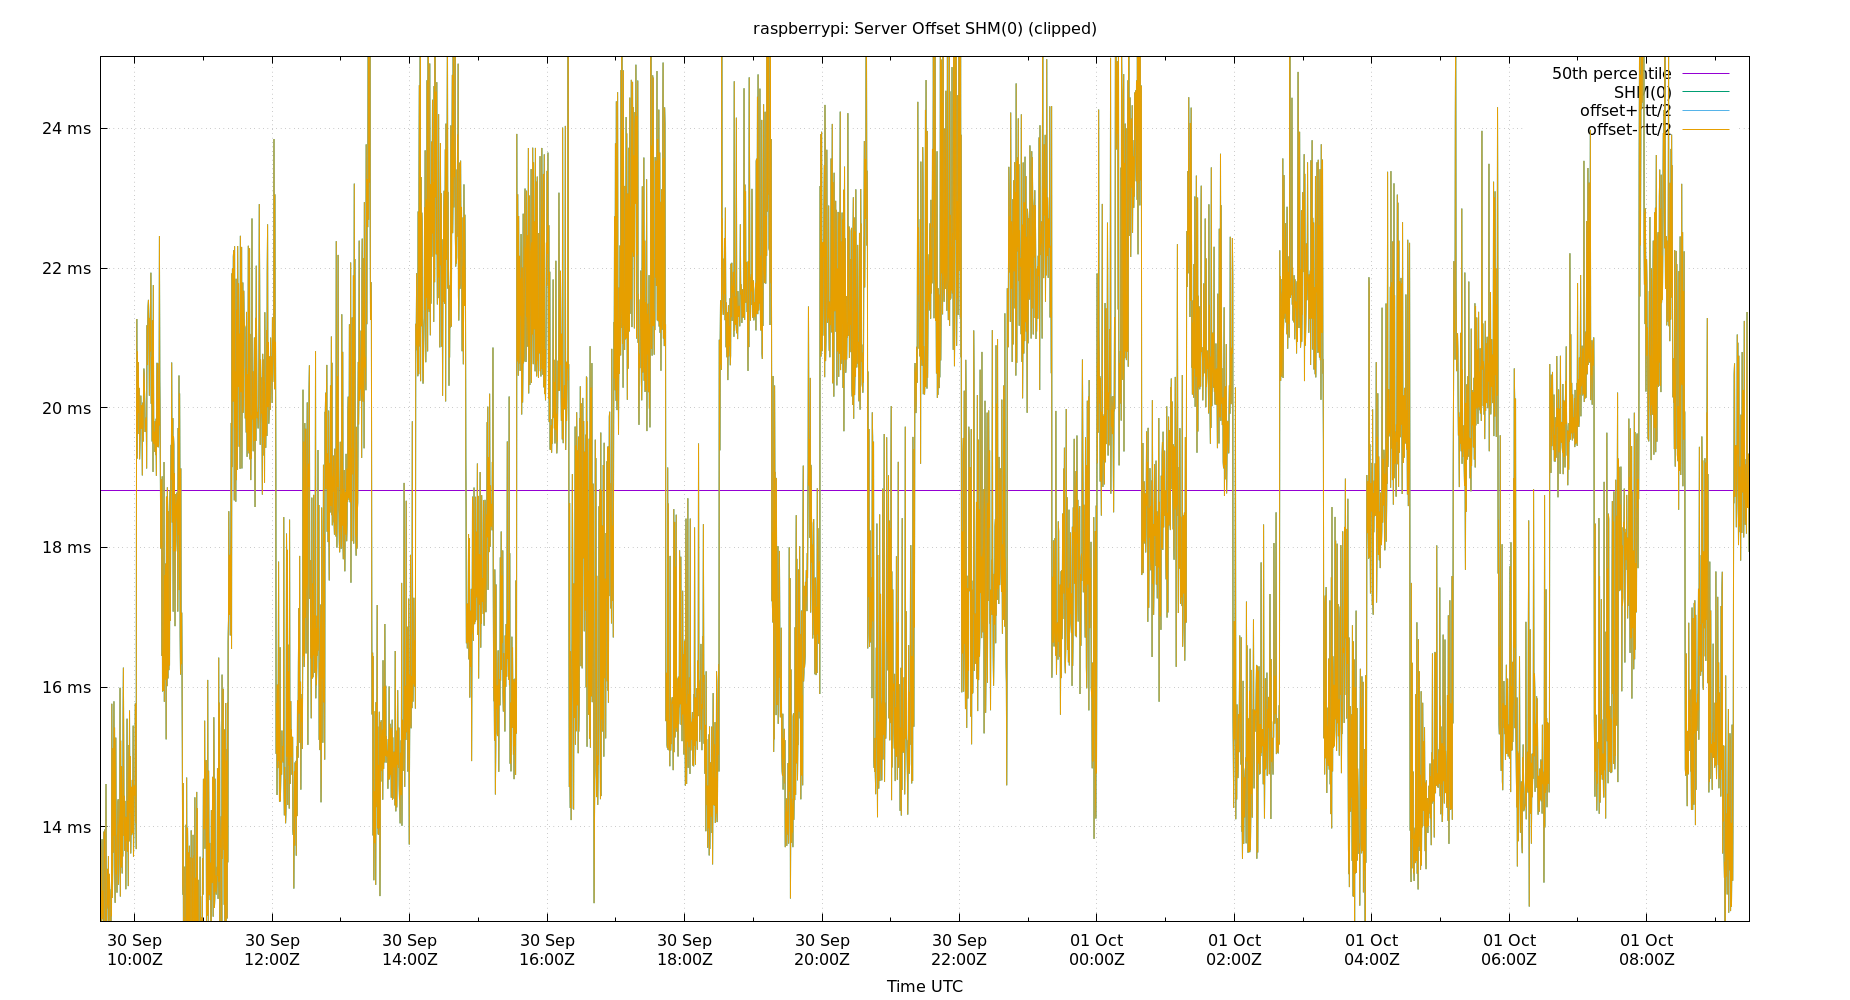 raspberrypi: Server Offset SHM(0) (clipped)
50th percentile
SHM(0)
offset+rtt/2
offset-rtt/2
24 ms
22 ms
20 ms
18 ms
16 ms
14 ms
30 Sep 30 Sep 30 Sep 30 Sep 30 Sep 30 Sep 30 Sep 01 Oct 01 Oct 01 Oct 01 Oct 01 Oct
10:00Z 12:00Z 14:00Z 16:00Z 18:00Z 20:00Z 22:00Z 00:00Z 02:00Z 04:00Z 06:00Z 08:00Z
Time UTC